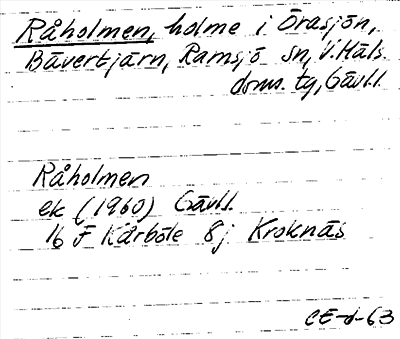 Råholmen, holme i Örasjön,
Bävertjärn, Ramsjö sn, V. Häls.
doms. tg, Gävl.l.
Råholmen
ek (1960) Gävl.l.
16 F Kårböle 8j Kroknäs
CE-d-63